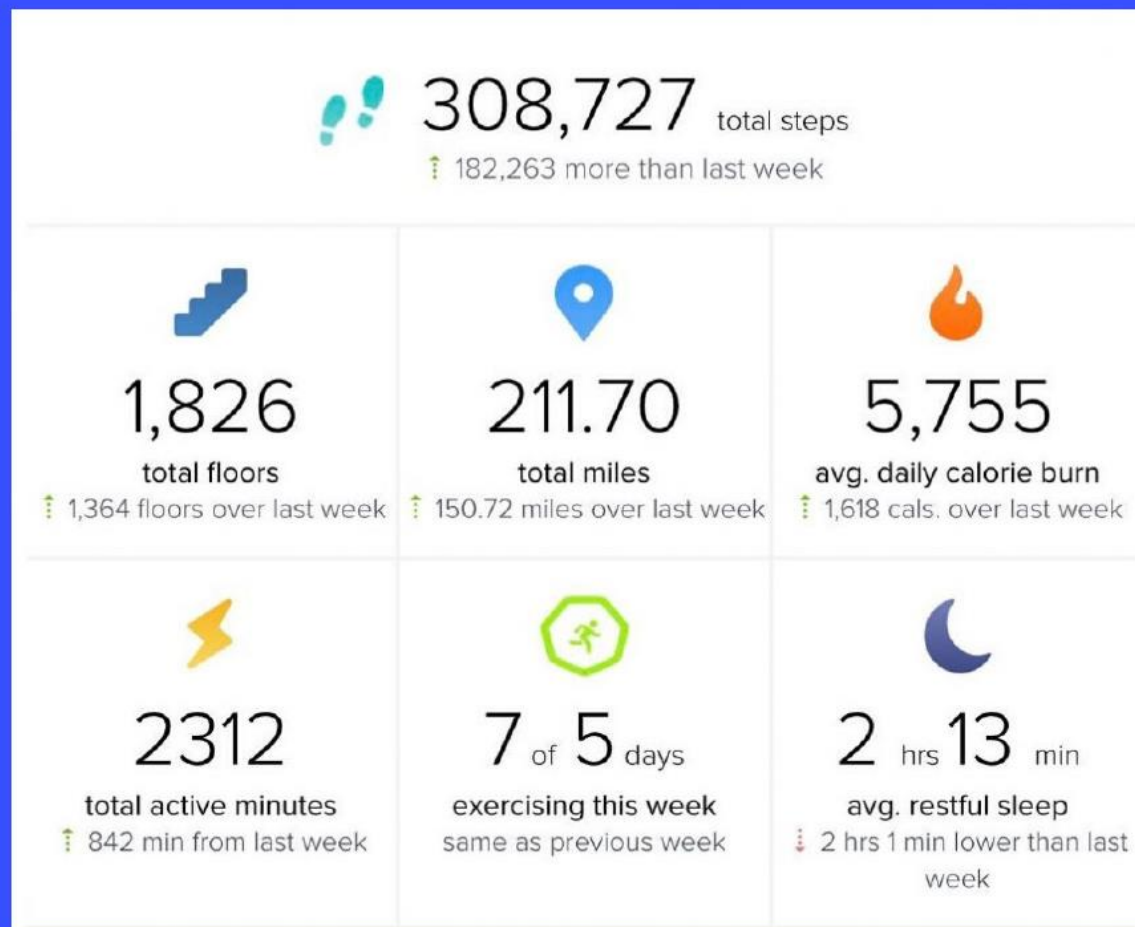 308,727 total steps
182,263 more than last week
1,826
total floors
1,364 floors over last week
211.70
total miles
150.72 miles over last week
5,755
avg. daily calorie burn
1,618 cals. over last week
2312
total active minutes
842 min from last week
7 of 5 days
exercising this week
same as previous week
2 hrs 13 min
avg. restful sleep
2 hrs 1 min lower than last
week